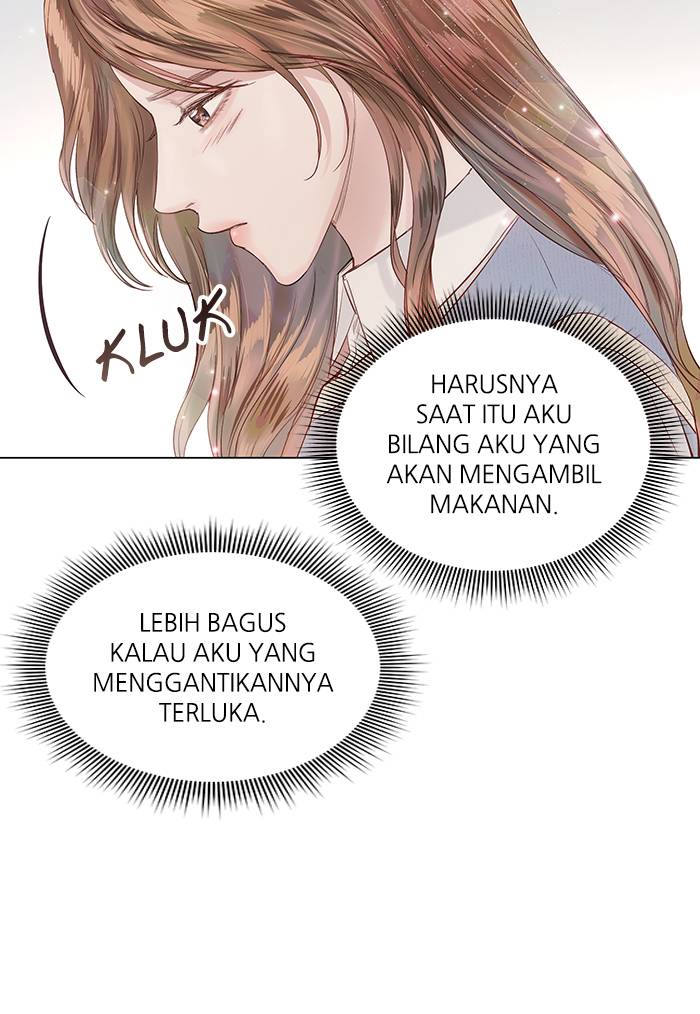 KLUK
HARUSNYA
SAAT ITU AKU
BILANG AKU YANG
AKAN MENGAMBIL
MAKANAN.
LEBIH BAGUS
KALAU AKU YANG
MENGGANTIKANNYA
TERLUKA.